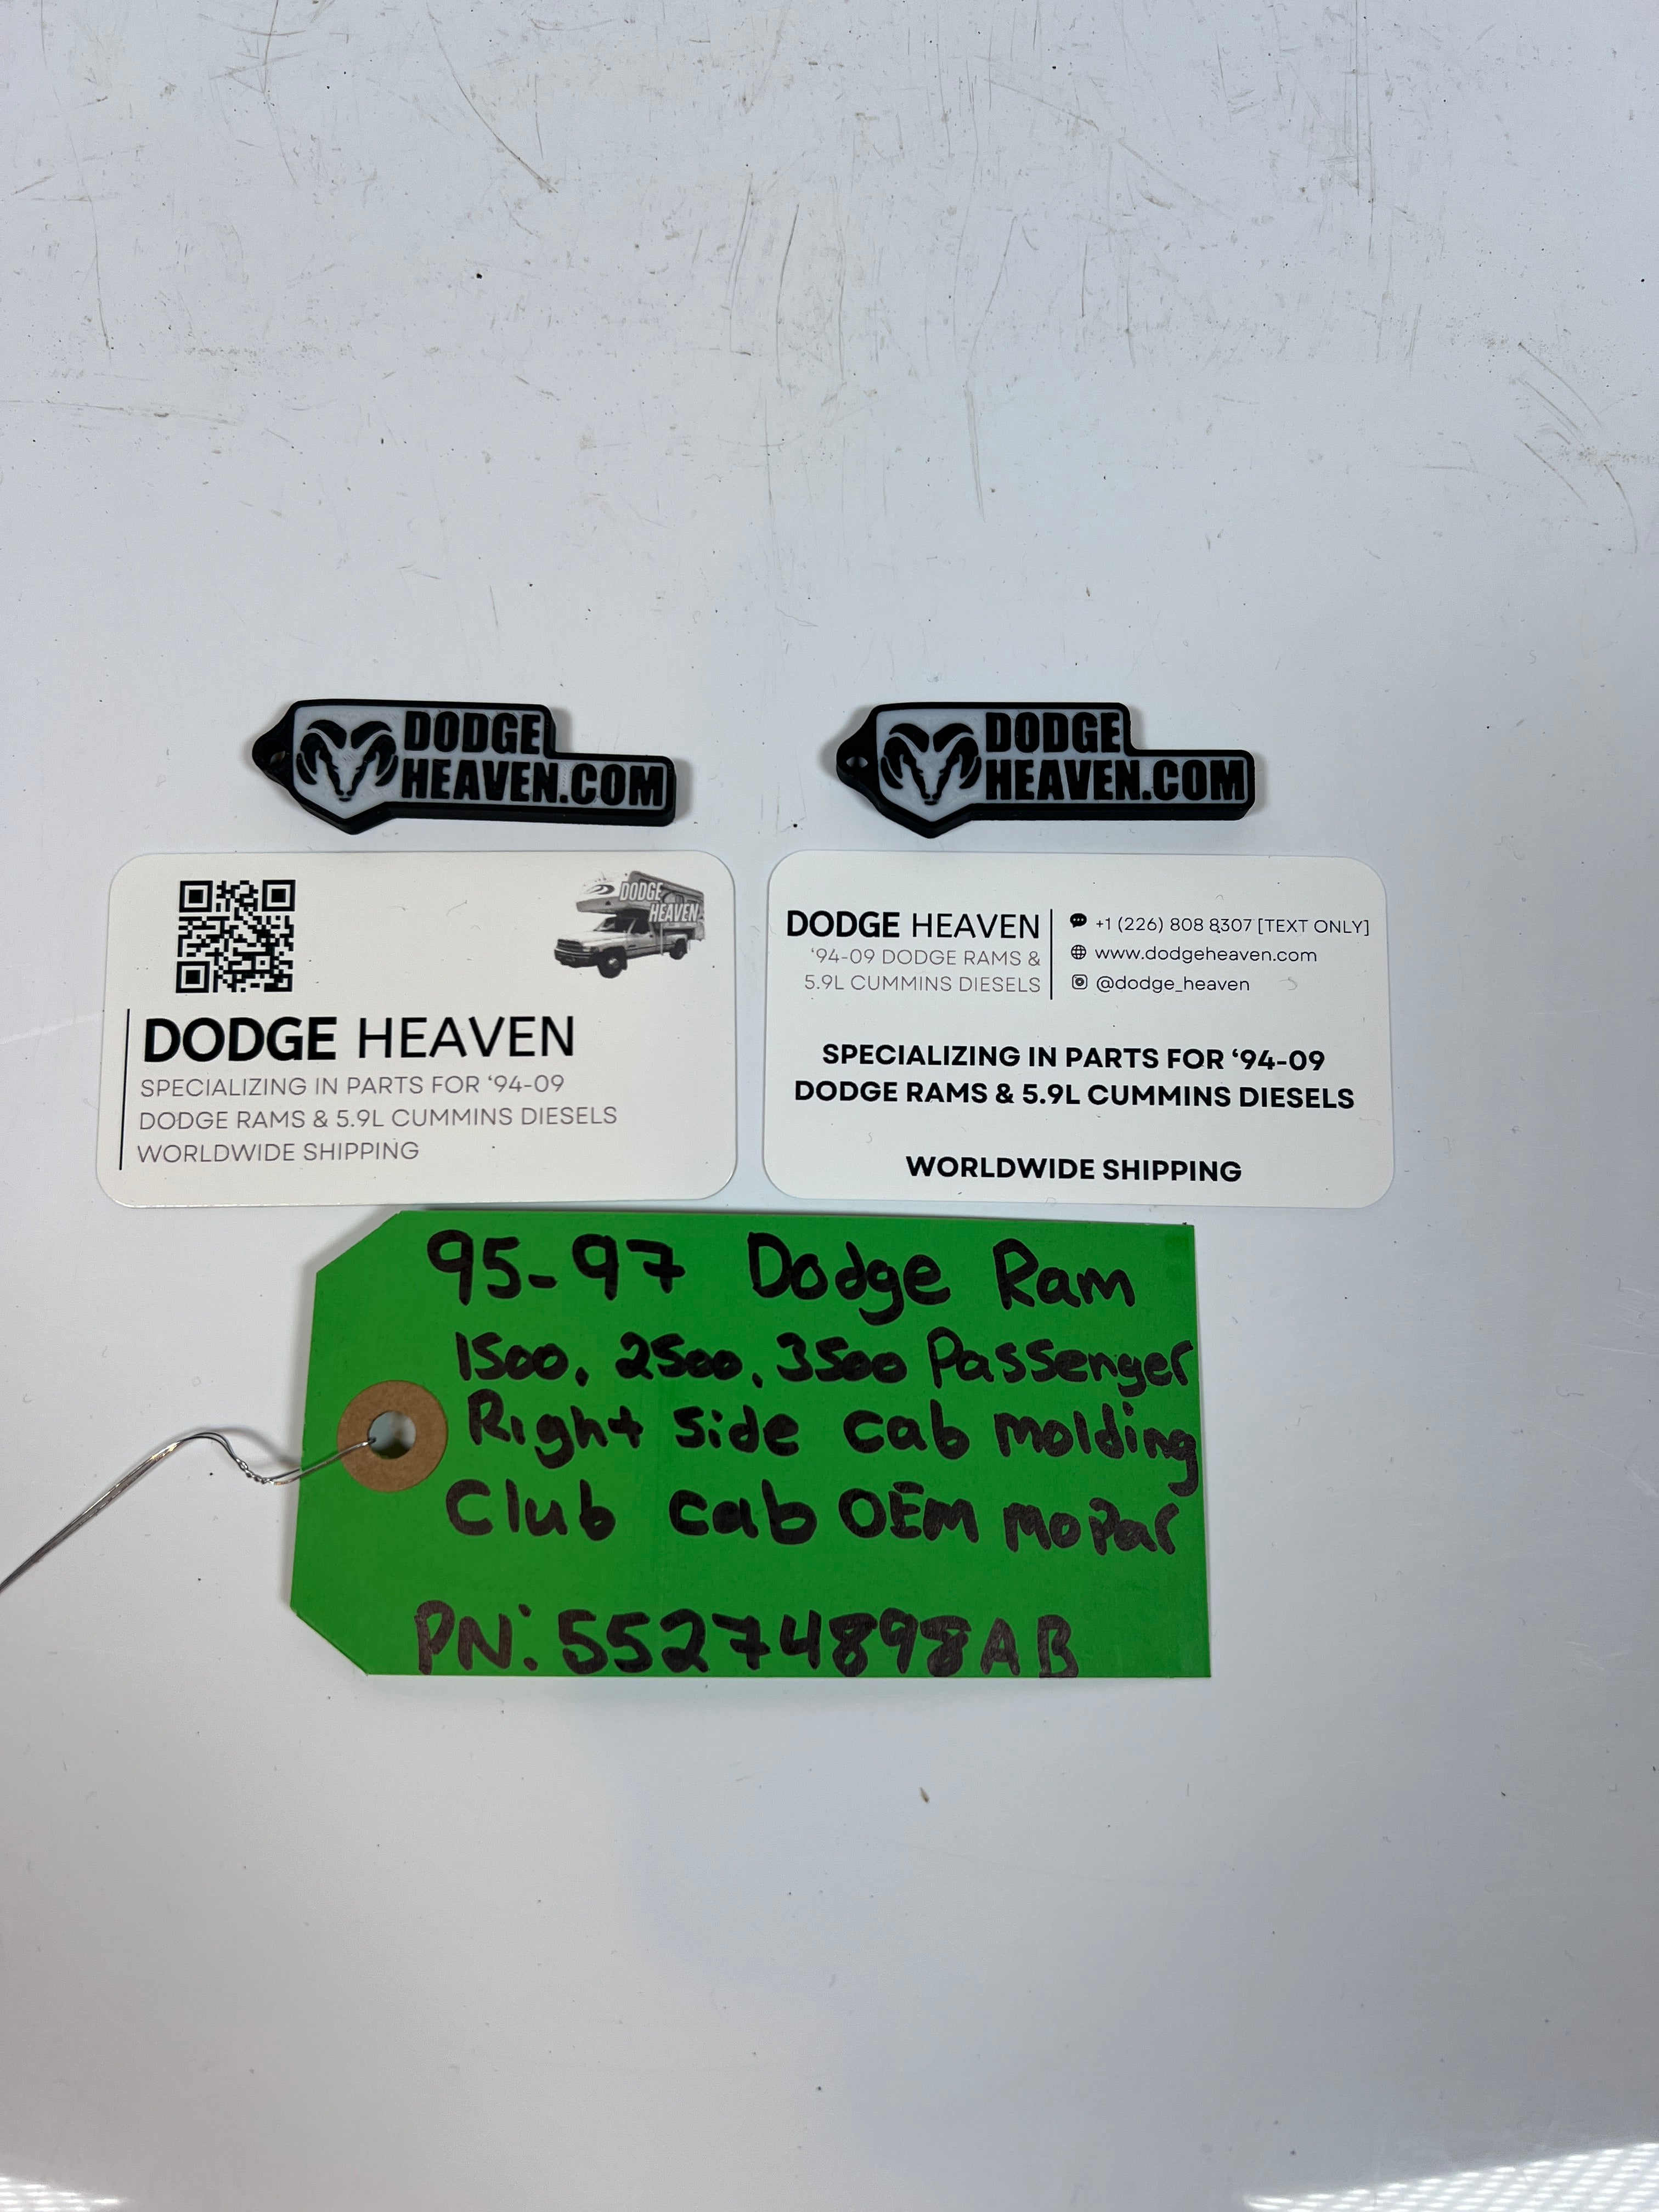 DODGE
HEAVEN.COM
DODGE
HEAVEN.COM
DODGE
HEAVEN
DODGE HEAVEN
SPECIALIZING IN PARTS FOR ‘94-09
DODGE RAMS & 5.9L CUMMINS DIESELS
WORLDWIDE SHIPPING
DODGE HEAVEN
‘94-09 DODGE RAMS &
5.9L CUMMINS DIESELS
+1 (226) 808 8307 [TEXT ONLY]
www.dodgeheaven.com
@dodge_heaven
SPECIALIZING IN PARTS FOR ‘94-09
DODGE RAMS & 5.9L CUMMINS DIESELS
WORLDWIDE SHIPPING
95-97 Dodge Ram
1500, 2500, 3500 Passenger
Right side cab molding
Club cab OEM mopar
PN: 55274898AB